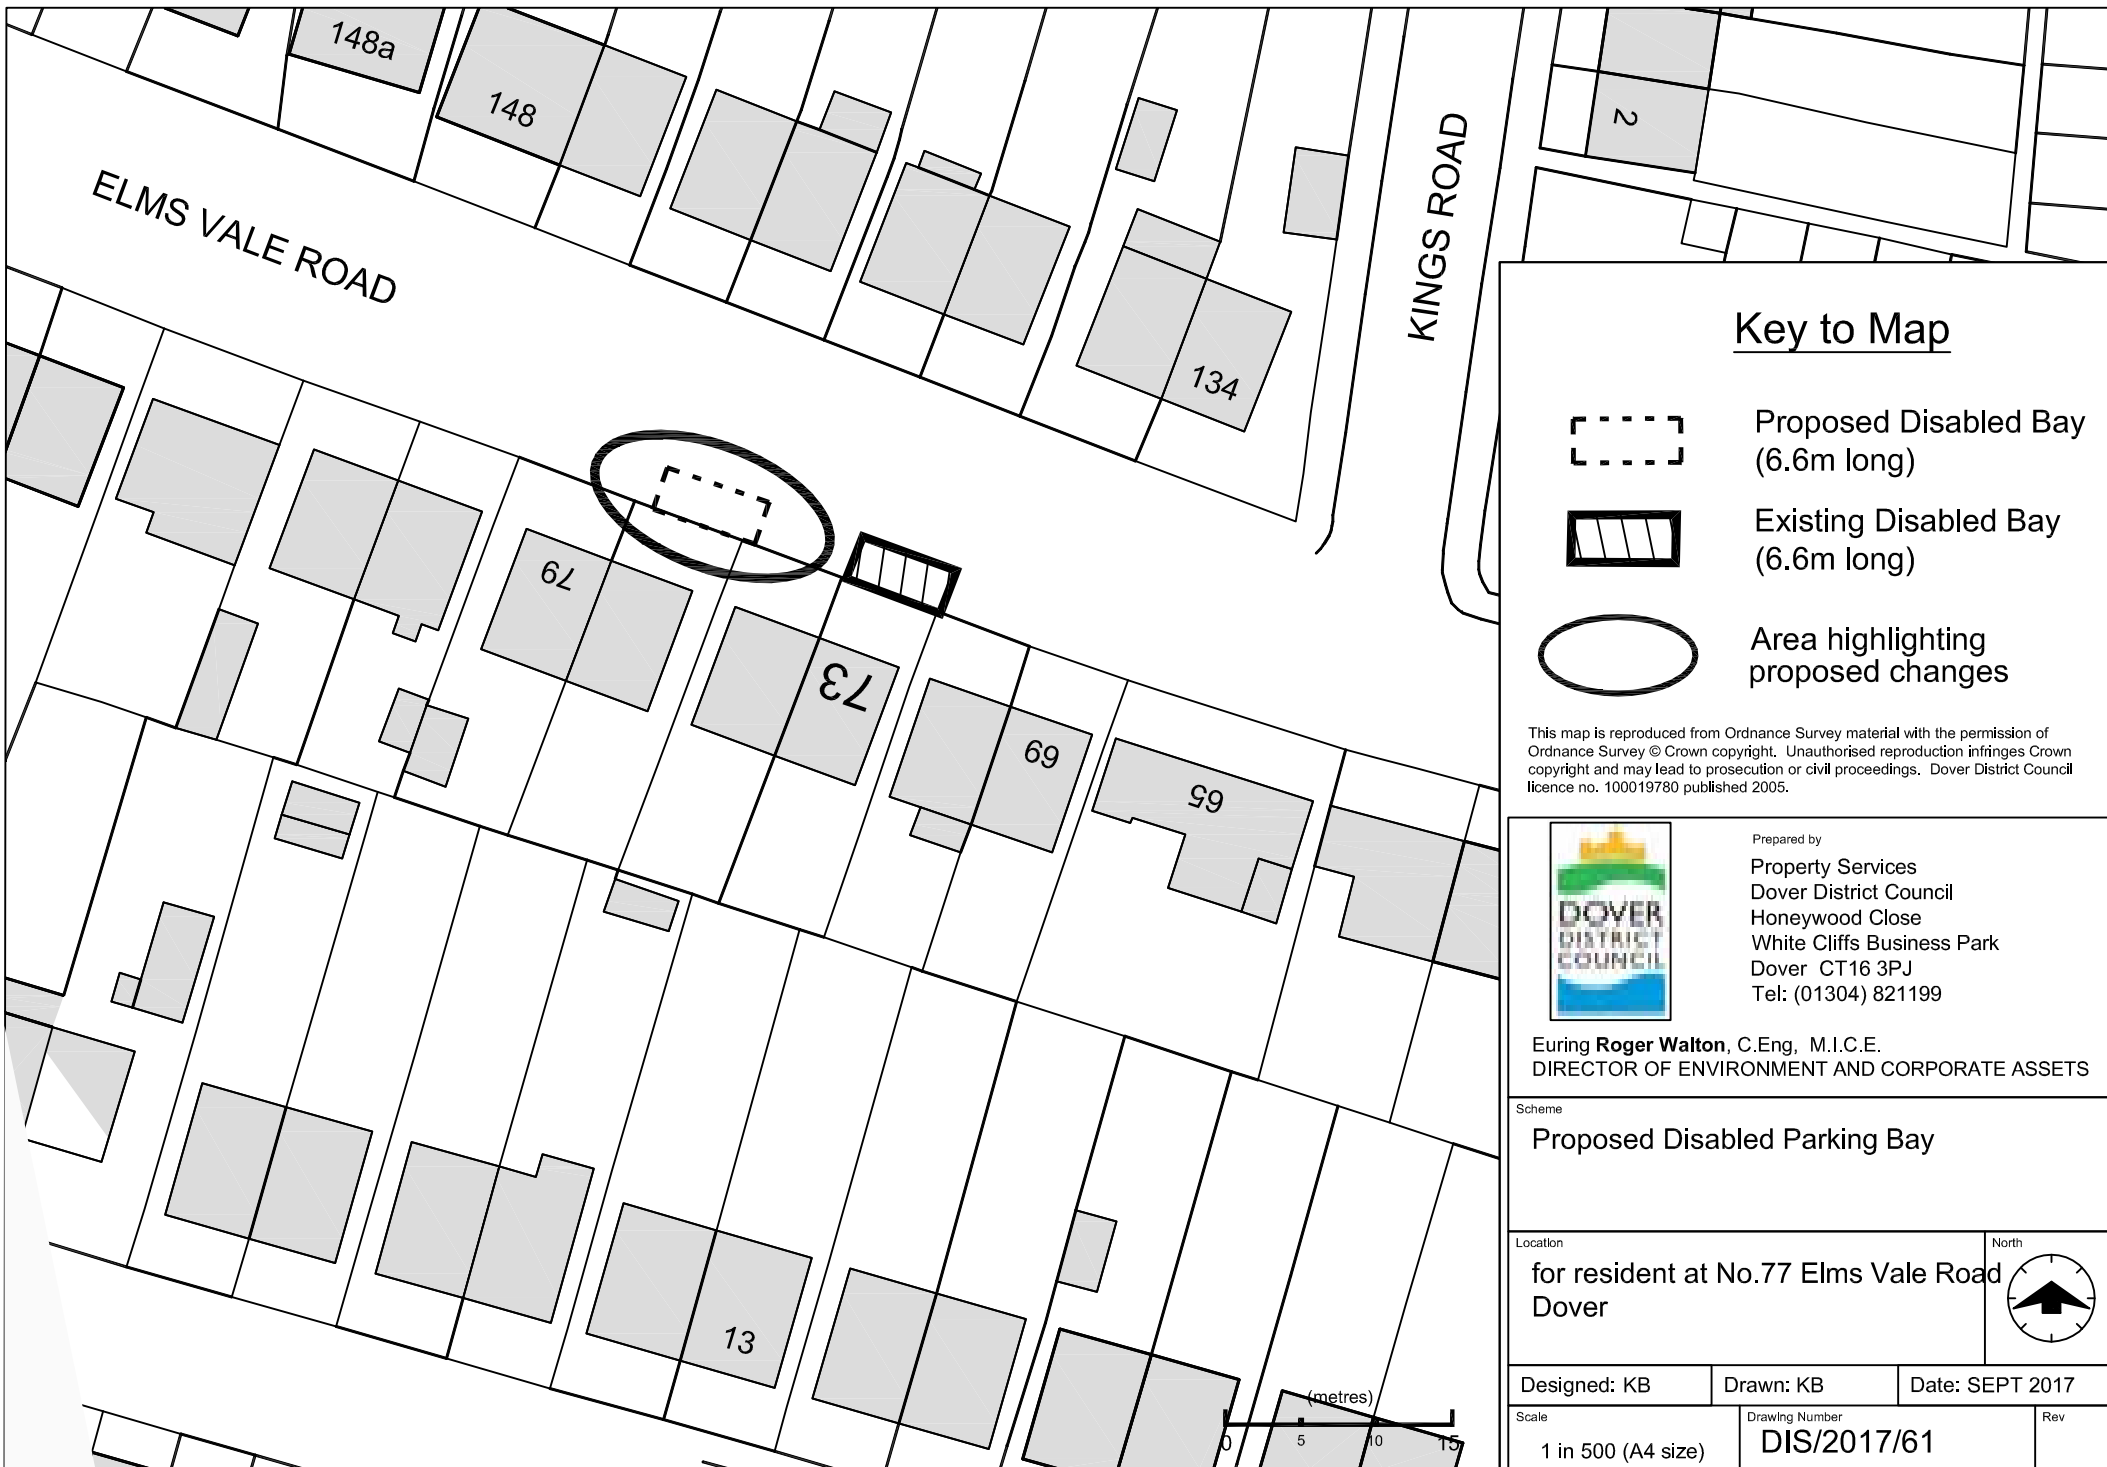 148a
148
2
ELMS VALE ROAD
KINGS ROAD
134
79
73
69
65
13
(metres)
0 5 10 15
Key to Map
Proposed Disabled Bay
(6.6m long)
Existing Disabled Bay
(6.6m long)
Area highlighting
proposed changes
This map is reproduced from Ordnance Survey material with the permission of
Ordnance Survey © Crown copyright. Unauthorised reproduction infringes Crown
copyright and may lead to prosecution or civil proceedings. Dover District Council
licence no. 100019780 published 2005.
DOVER
DISTRICT
COUNCIL
Prepared by
Property Services
Dover District Council
Honeywood Close
White Cliffs Business Park
Dover CT16 3PJ
Tel: (01304) 821199
Euring Roger Walton, C.Eng, M.I.C.E.
DIRECTOR OF ENVIRONMENT AND CORPORATE ASSETS
Scheme
Proposed Disabled Parking Bay
Location
for resident at No.77 Elms Vale Road
Dover
North
Designed: KB
Drawn: KB
Date: SEPT 2017
Scale
1 in 500 (A4 size)
Drawing Number
DIS/2017/61
Rev